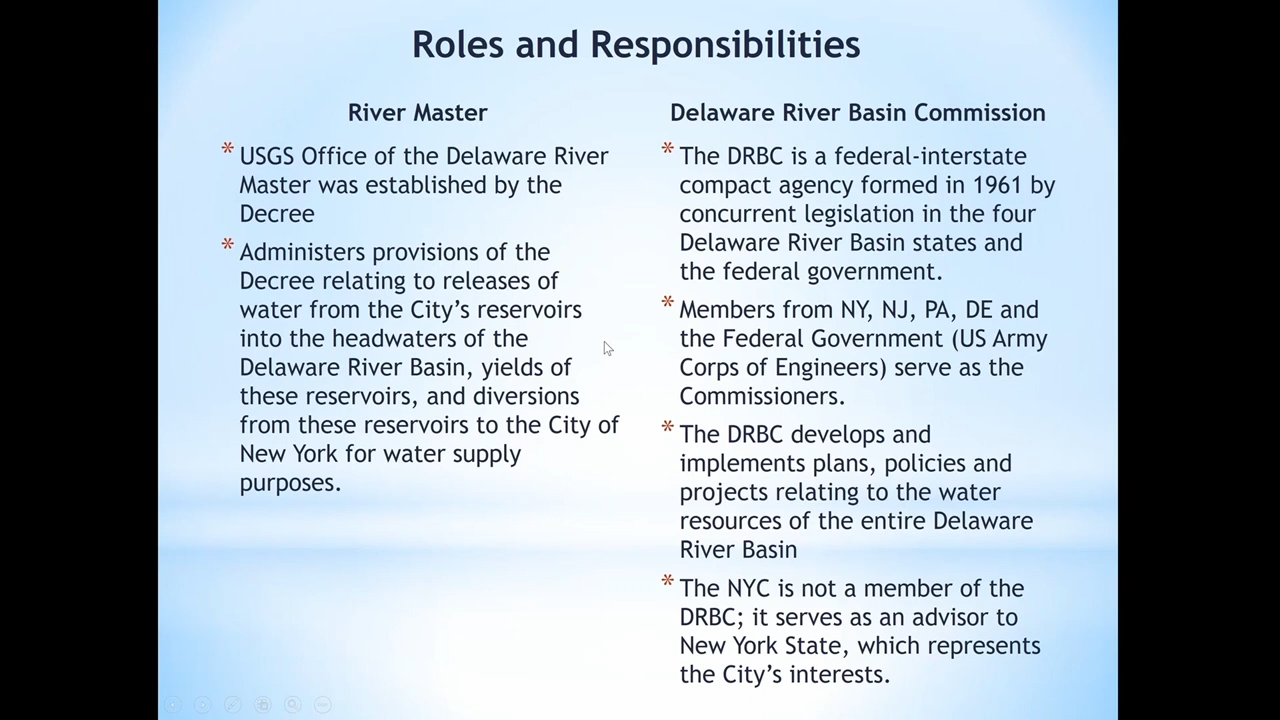 Roles and Responsibilities
River Master
* USGS Office of the Delaware River
Master was established by the
Decree
* Administers provisions of the
Decree relating to releases of
water from the City’s reservoirs
into the headwaters of the
Delaware River Basin, yields of
these reservoirs, and diversions
from these reservoirs to the City of
New York for water supply
purposes.
Delaware River Basin Commission
* The DRBC is a federal-interstate
compact agency formed in 1961 by
concurrent legislation in the four
Delaware River Basin states and
the federal government.
* Members from NY, NJ, PA, DE and
the Federal Government (US Army
Corps of Engineers) serve as the
Commissioners.
* The DRBC develops and
implements plans, policies and
projects relating to the water
resources of the entire Delaware
River Basin
* The NYC is not a member of the
DRBC; it serves as an advisor to
New York State, which represents
the City’s interests.